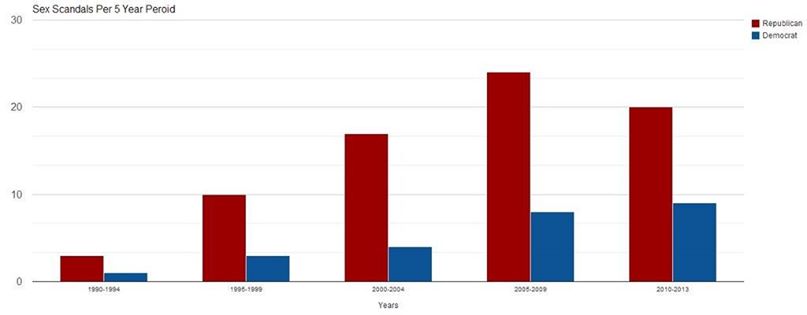 Sex Scandals Per 5 Year Peroid
30
Republican
Democrat
20
10
0
1990-1994
1995-1999
2000-2004
2005-2009
2010-2013
Years